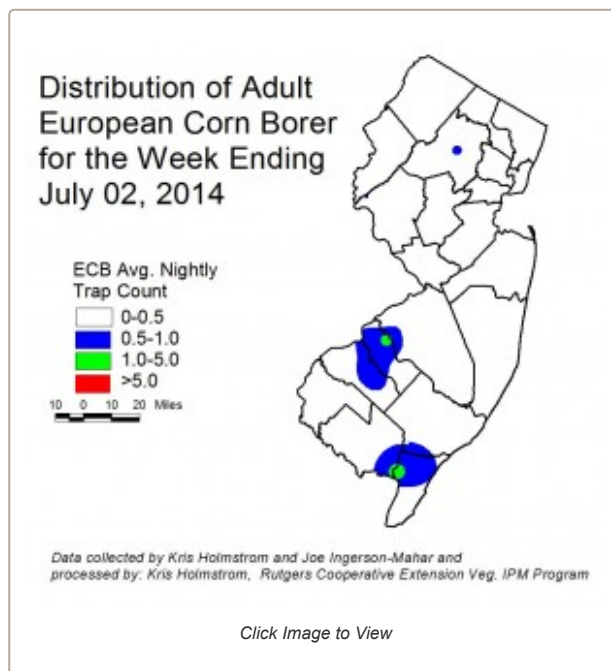 Distribution of Adult
European Corn Borer
for the Week Ending
July 02, 2014
ECB Avg. Nightly
Trap Count
0-0.5
0.5-1.0
1.0-5.0
>5.0
10 0 10 20 Miles
Data collected by Kris Holmstrom and Joe Ingerson-Mahar and
processed by: Kris Holmstrom, Rutgers Cooperative Extension Veg. IPM Program
Click Image to View